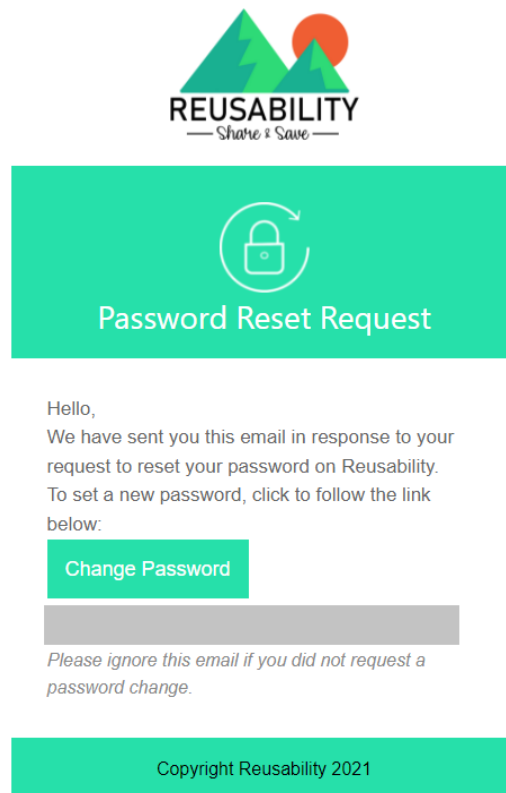 REUSABILITY
Share & Save
Password Reset Request
Hello,
We have sent you this email in response to your
request to reset your password on Reusability.
To set a new password, click to follow the link
below:
Change Password
Please ignore this email if you did not request a
password change.
Copyright Reusability 2021